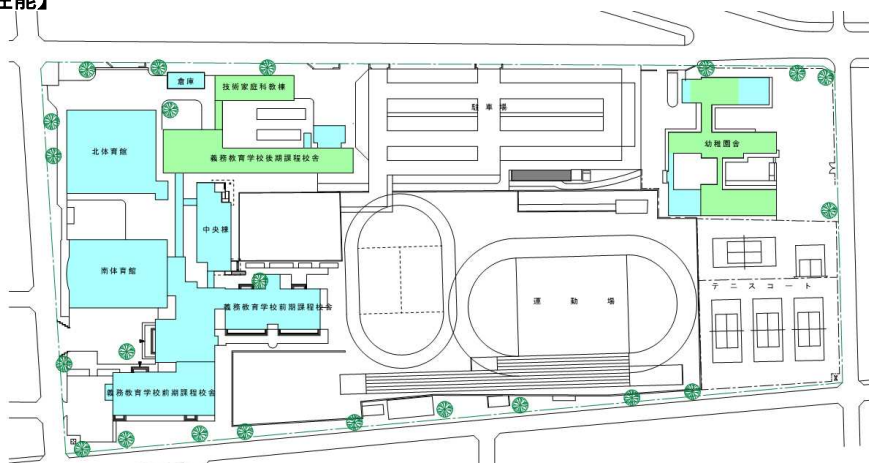 性能】
倉庫
技術家庭科教棟
駐車場
幼稚園舎
北体育館
義務教育学校後期課程校舎
中央棟
南体育館
テニスコート
義務教育学校前期課程校舎
運動場
義務教育学校前期課程校舎